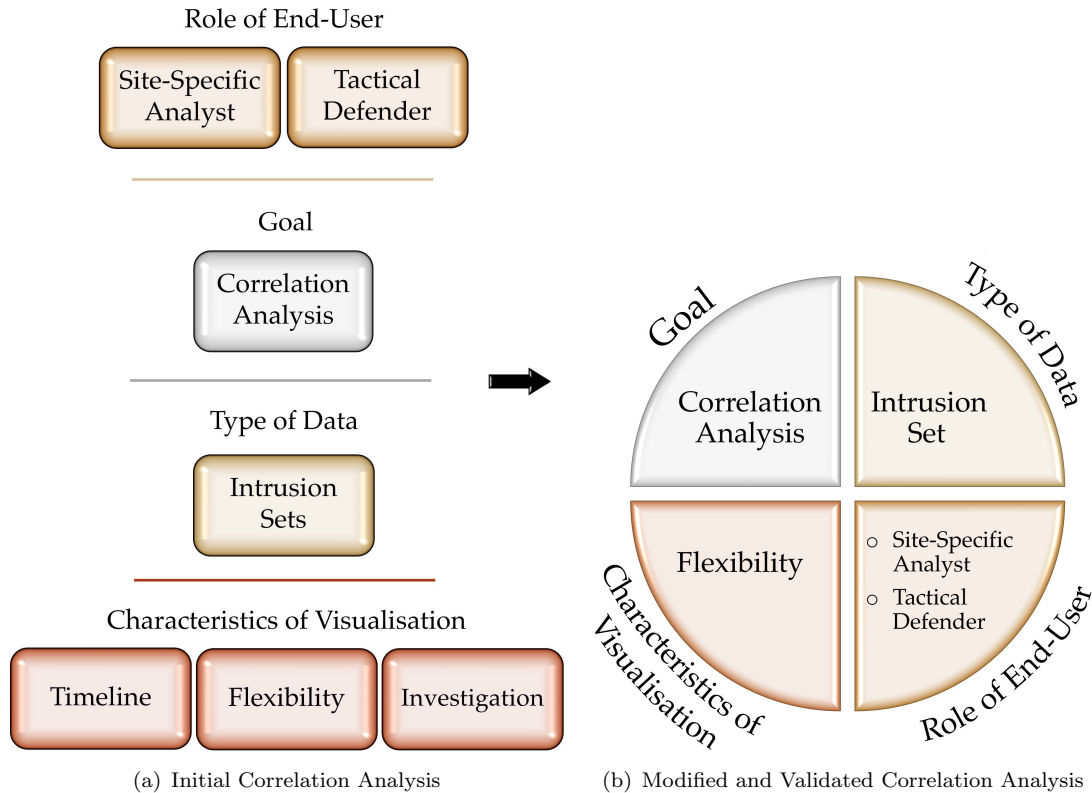 Role of End-User
Site-Specific
Analyst
Tactical
Defender
Goal
Correlation
Analysis
Type of Data
Intrusion
Sets
Characteristics of Visualisation
Timeline
Flexibility
Investigation
(a) Initial Correlation Analysis
Goal
Correlation
Analysis
Type of Data
Intrusion
Set
Characteristics of
Visualisation
Flexibility
Role of End-User
○ Site-Specific
Analyst
○ Tactical
Defender
(b) Modified and Validated Correlation Analysis